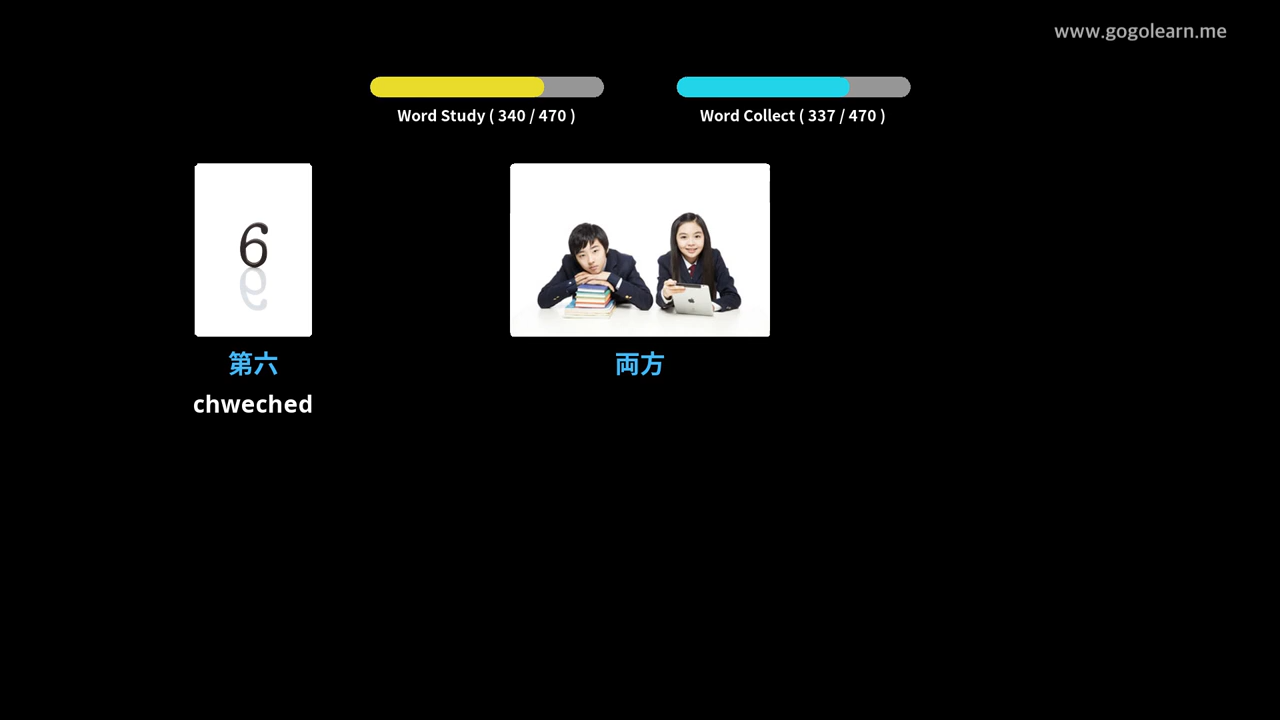 www.gogolearn.me
Word Study ( 340 / 470 )
Word Collect ( 337 / 470 )
6
第六
両方
chweched